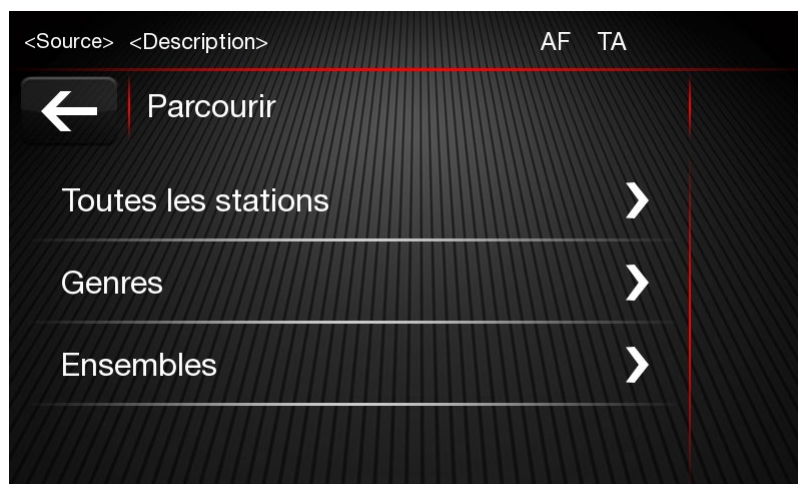 <Source> <Description> AF TA
Parcourir
Toutes les stations
Genres
Ensembles